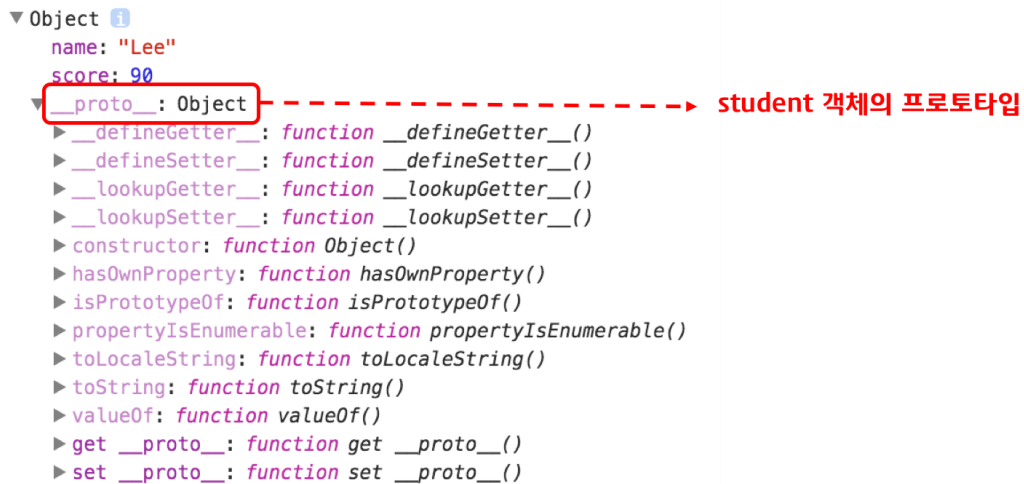 ▼ Object i
name: "Lee"
score: 90
▼ __proto__: Object
student 객체의 프로토타입
▶ __defineGetter__: function __defineGetter__()
▶ __defineSetter__: function __defineSetter__()
▶ __lookupGetter__: function __lookupGetter__()
▶ __lookupSetter__: function __lookupSetter__()
▶ constructor: function Object()
▶ hasOwnProperty: function hasOwnProperty()
▶ isPrototypeOf: function isPrototypeOf()
▶ propertyIsEnumerable: function propertyIsEnumerable()
▶ toLocaleString: function toLocaleString()
▶ toString: function toString()
▶ valueOf: function valueOf()
▶ get __proto__: function get __proto__()
▶ set __proto__: function set __proto__()